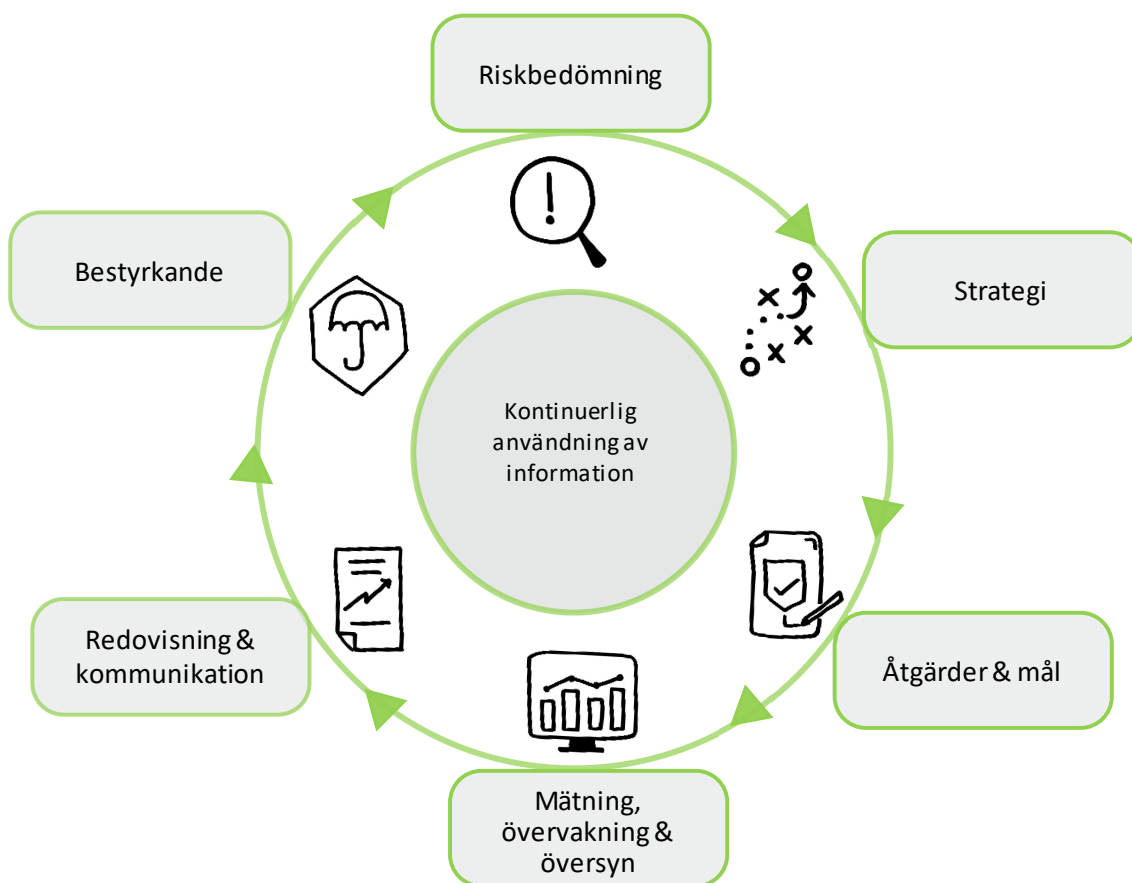 Riskbedömning
Strategi
Åtgärder & mål
Mätning,
övervakning &
översyn
Redovisning &
kommunikation
Bestyrkande
Kontinuerlig
användning av
information